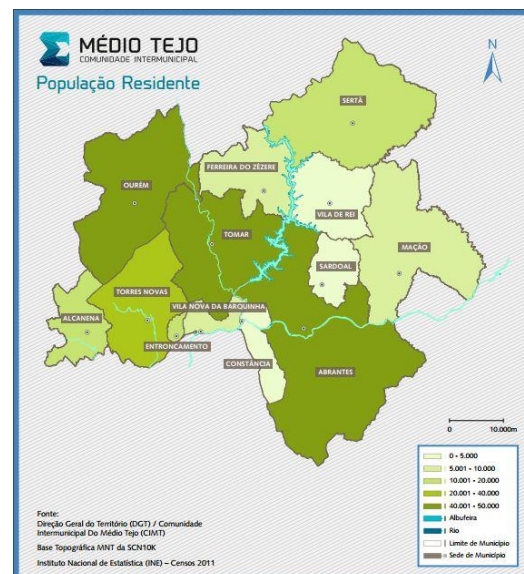 MÉDIO TEJO
COMUNIDADE INTERMUNICIPAL
População Residente
N
SERTÃ
FERREIRA DO ZÊZERE
OURÉM
VILA DE REI
TOMAR
MAÇÃO
SARDOAL
TORRES NOVAS
VILA NOVA DA BARQUINHA
ALCANENA
ENTRONCAMENTO
CONSTÂNCIA
ABRANTES
0 10.000m
0 • 5.000
5.001 • 10.000
10.001 • 20.000
20.001 • 40.000
40.001 • 50.000
Albufeira
Rio
Limite de Município
Sede de Município
Fonte:
Direção Geral do Território (DGT) / Comunidade
Intermunicipal Do Médio Tejo (CIMT)
Base Topográfica MNT da SCN10K
Instituto Nacional de Estatística (INE) – Censos 2011